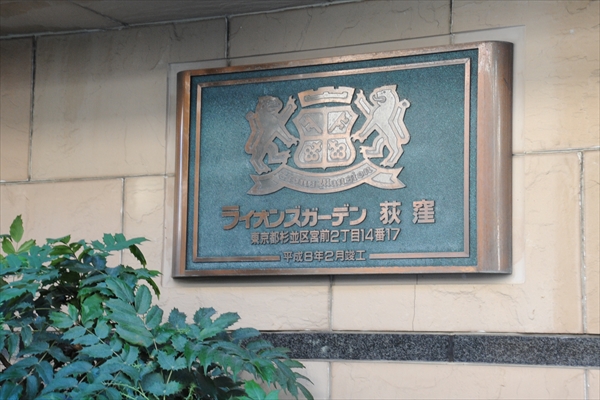 ライオンズガーデン 荻窪
東京都杉並区宮前2丁目14番17
平成8年2月竣工